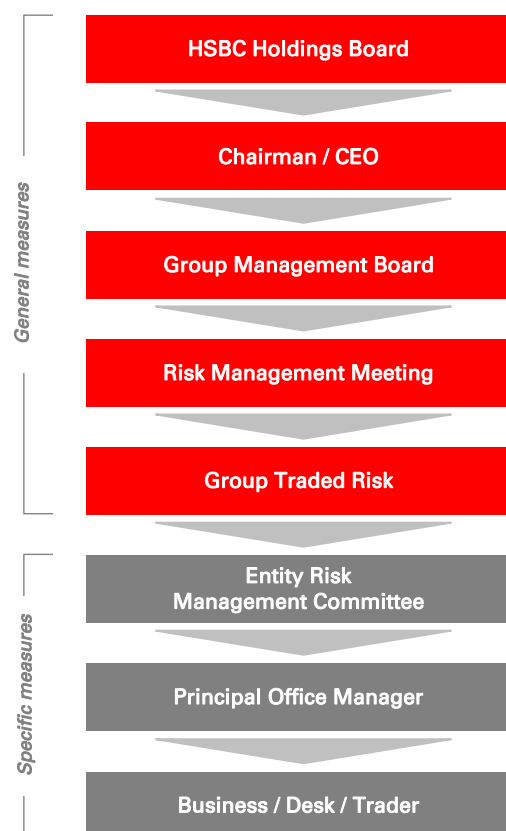 HSBC Holdings Board
Chairman / CEO
Group Management Board
General measures
Risk Management Meeting
Group Traded Risk
Entity Risk
Management Committee
Specific measures
Principal Office Manager
Business / Desk / Trader